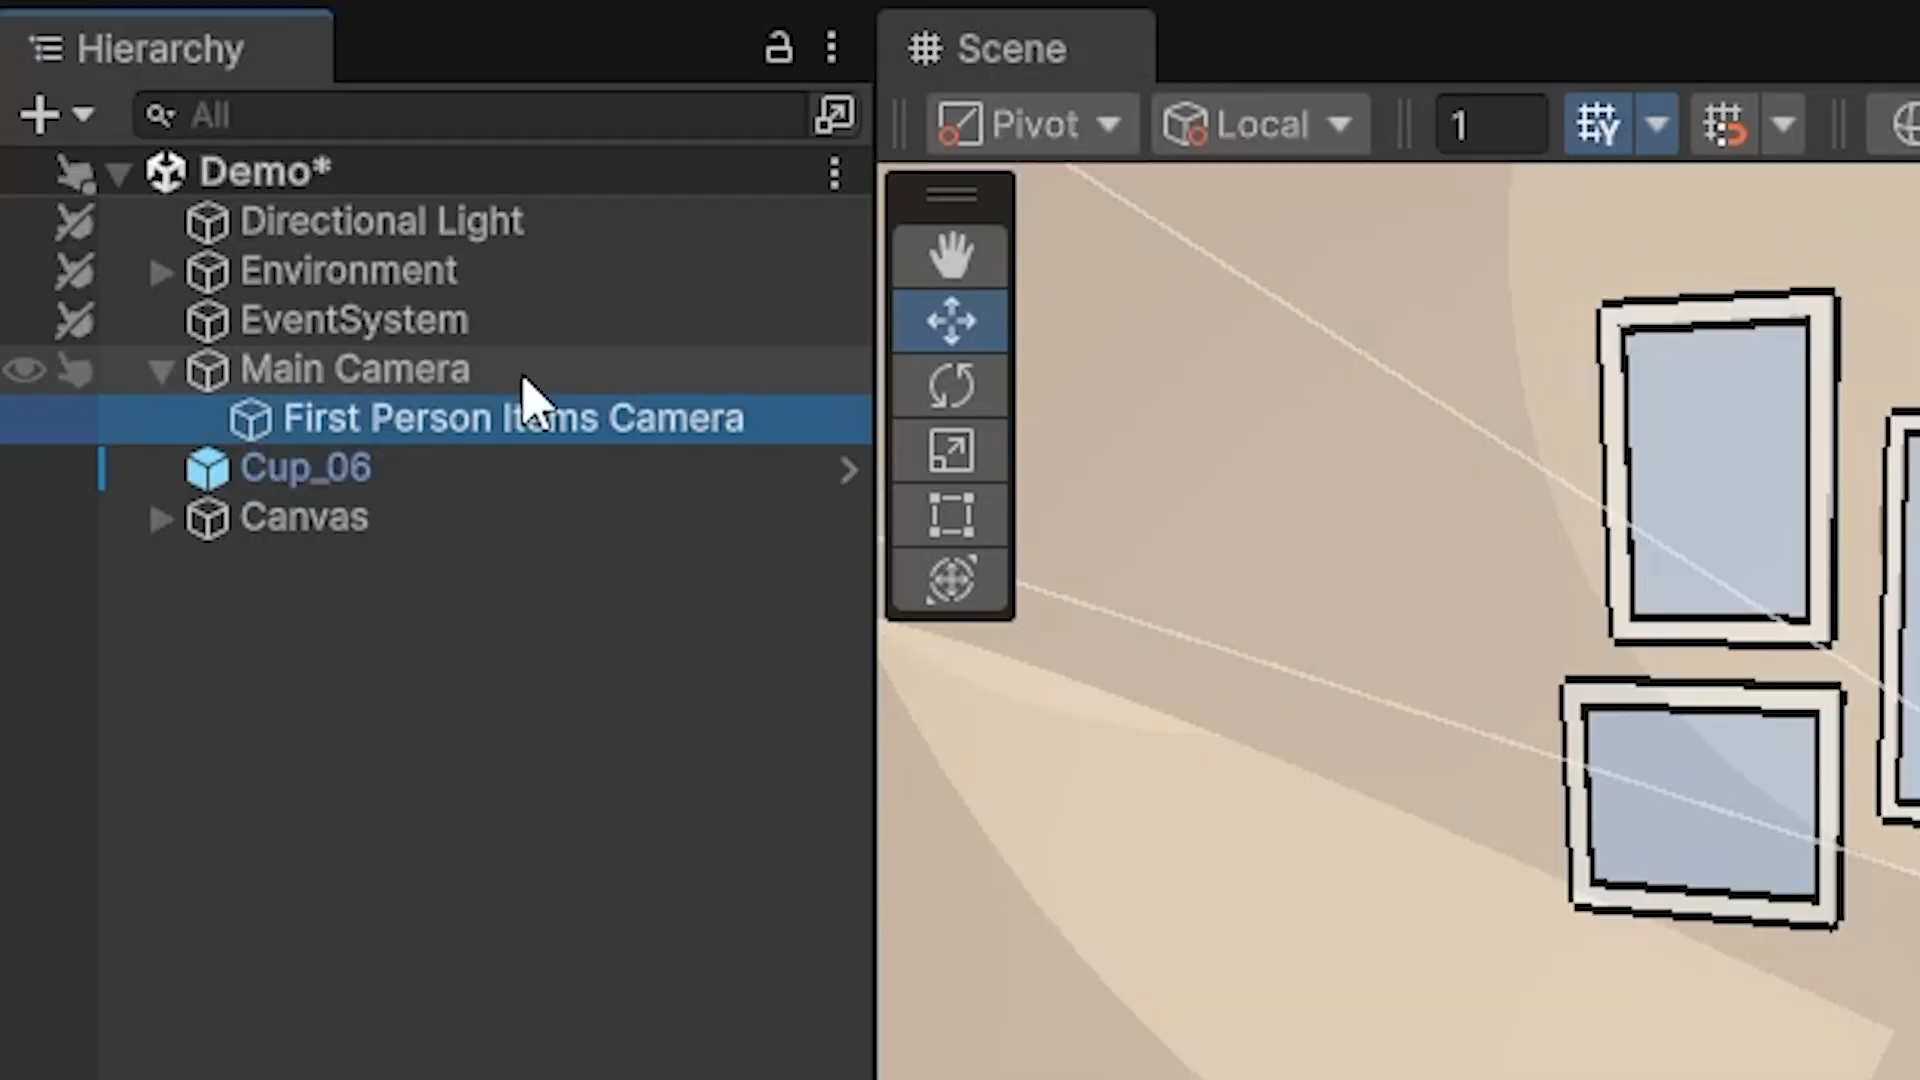 Hierarchy
All
Demo*
Directional Light
Environment
EventSystem
Main Camera
First Person Items Camera
Cup_06
Canvas
Scene
Pivot
Local
1